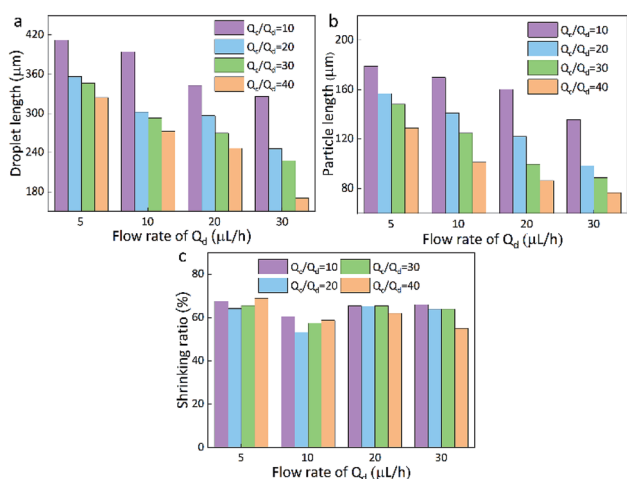 a
Droplet length (μm)
420
360
300
240
180
Qc/Qd=10
Qc/Qd=20
Qc/Qd=30
Qc/Qd=40
5 10 20 30
Flow rate of Qd (μL/h)
b
Particle length (μm)
200
160
120
80
Qc/Qd=10
Qc/Qd=20
Qc/Qd=30
Qc/Qd=40
5 10 20 30
Flow rate of Qd (μL/h)
c
Shrinking ratio (%)
80
60
40
20
0
Qc/Qd=10 Qc/Qd=30
Qc/Qd=20 Qc/Qd=40
5 10 20 30
Flow rate of Qd (μL/h)